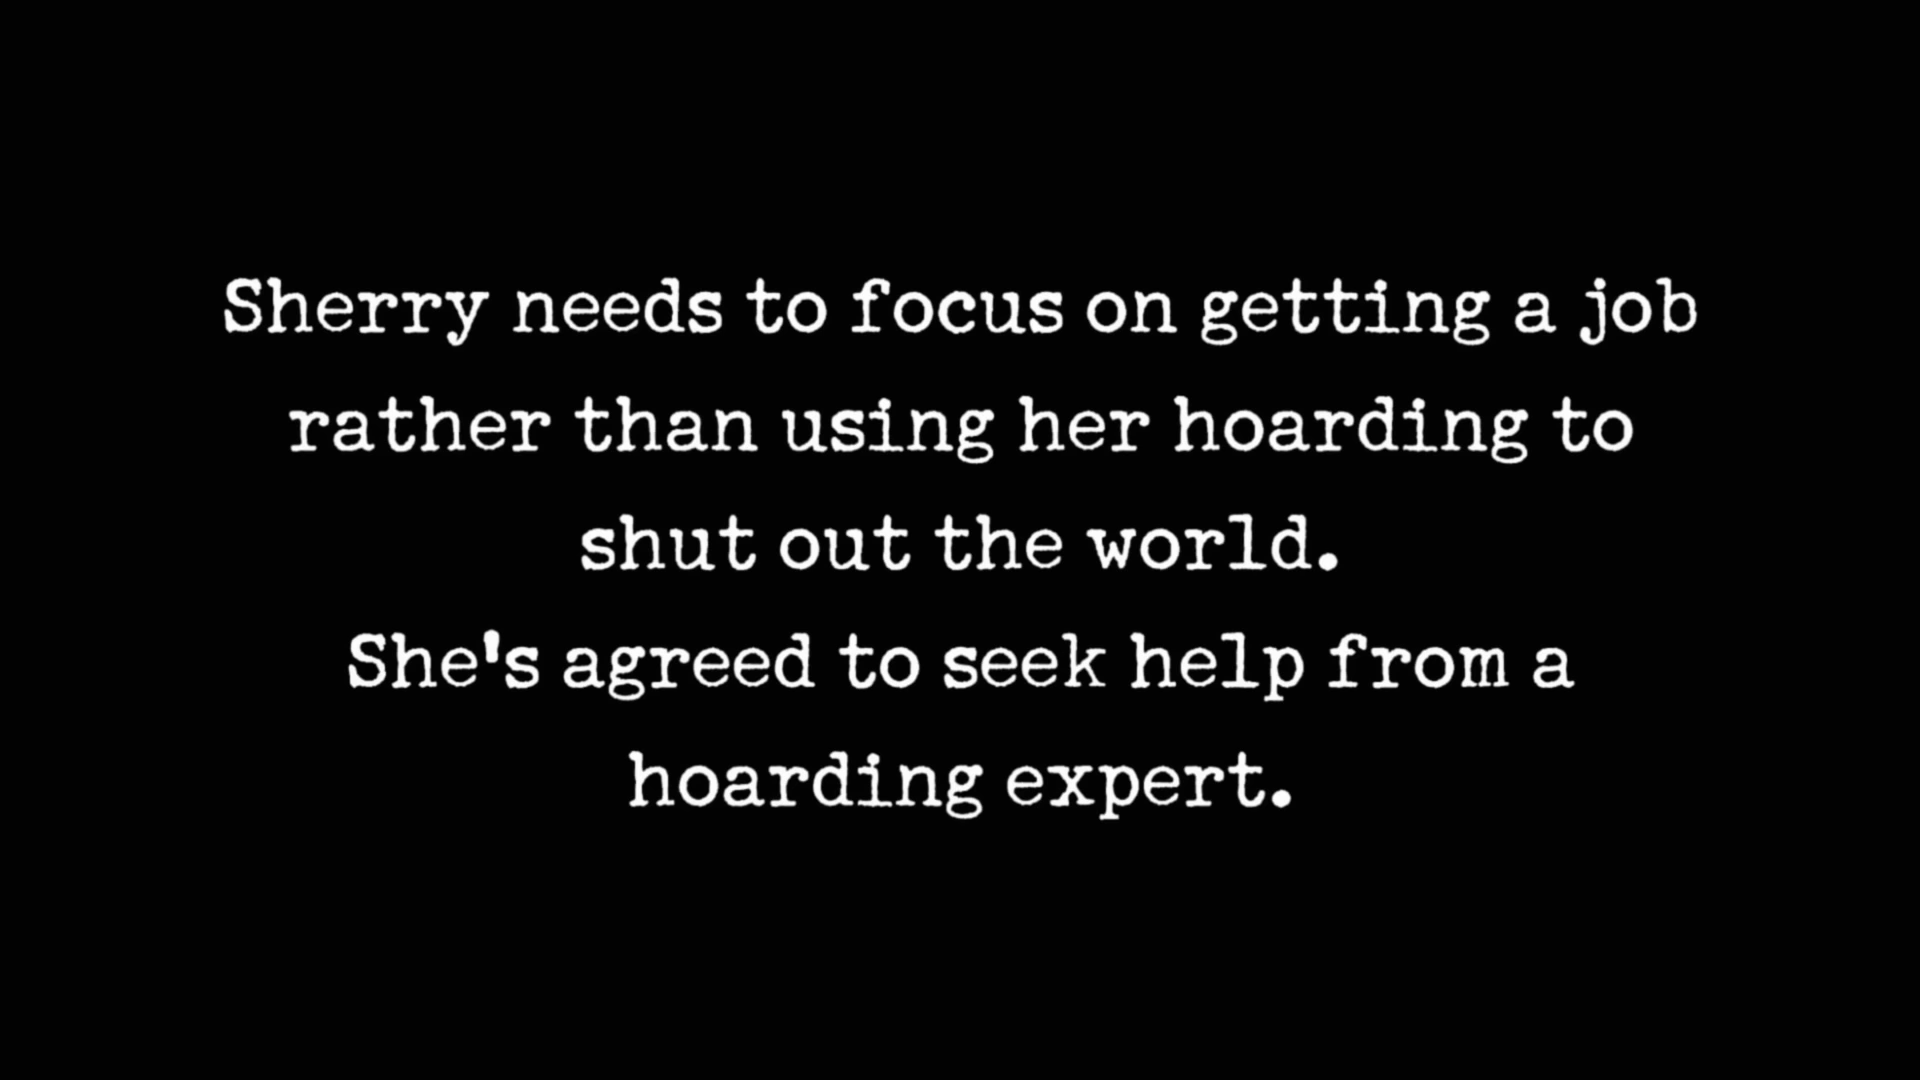 Sherry needs to focus on getting a job
rather than using her hoarding to
shut out the world.
She's agreed to seek help from a
hoarding expert.